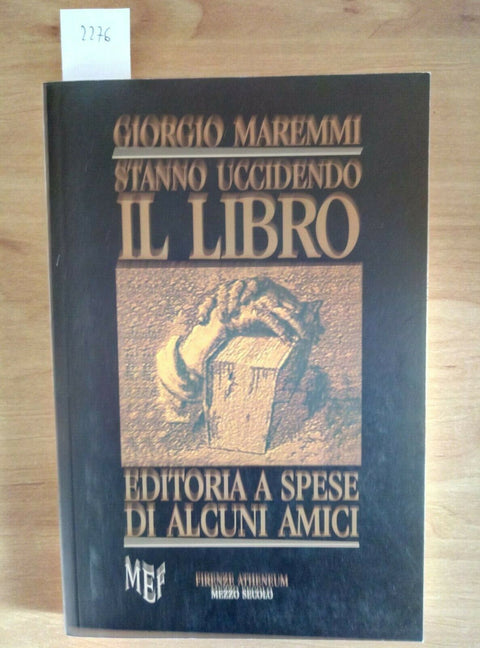 2276
GIORGIO MAREMMI
STANNO UCCIDENDO
IL LIBRO
EDITORIA A SPESE
DI ALCUNI AMICI
MEF
FIRENZE ATHENEUM
MEZZO SECOLO